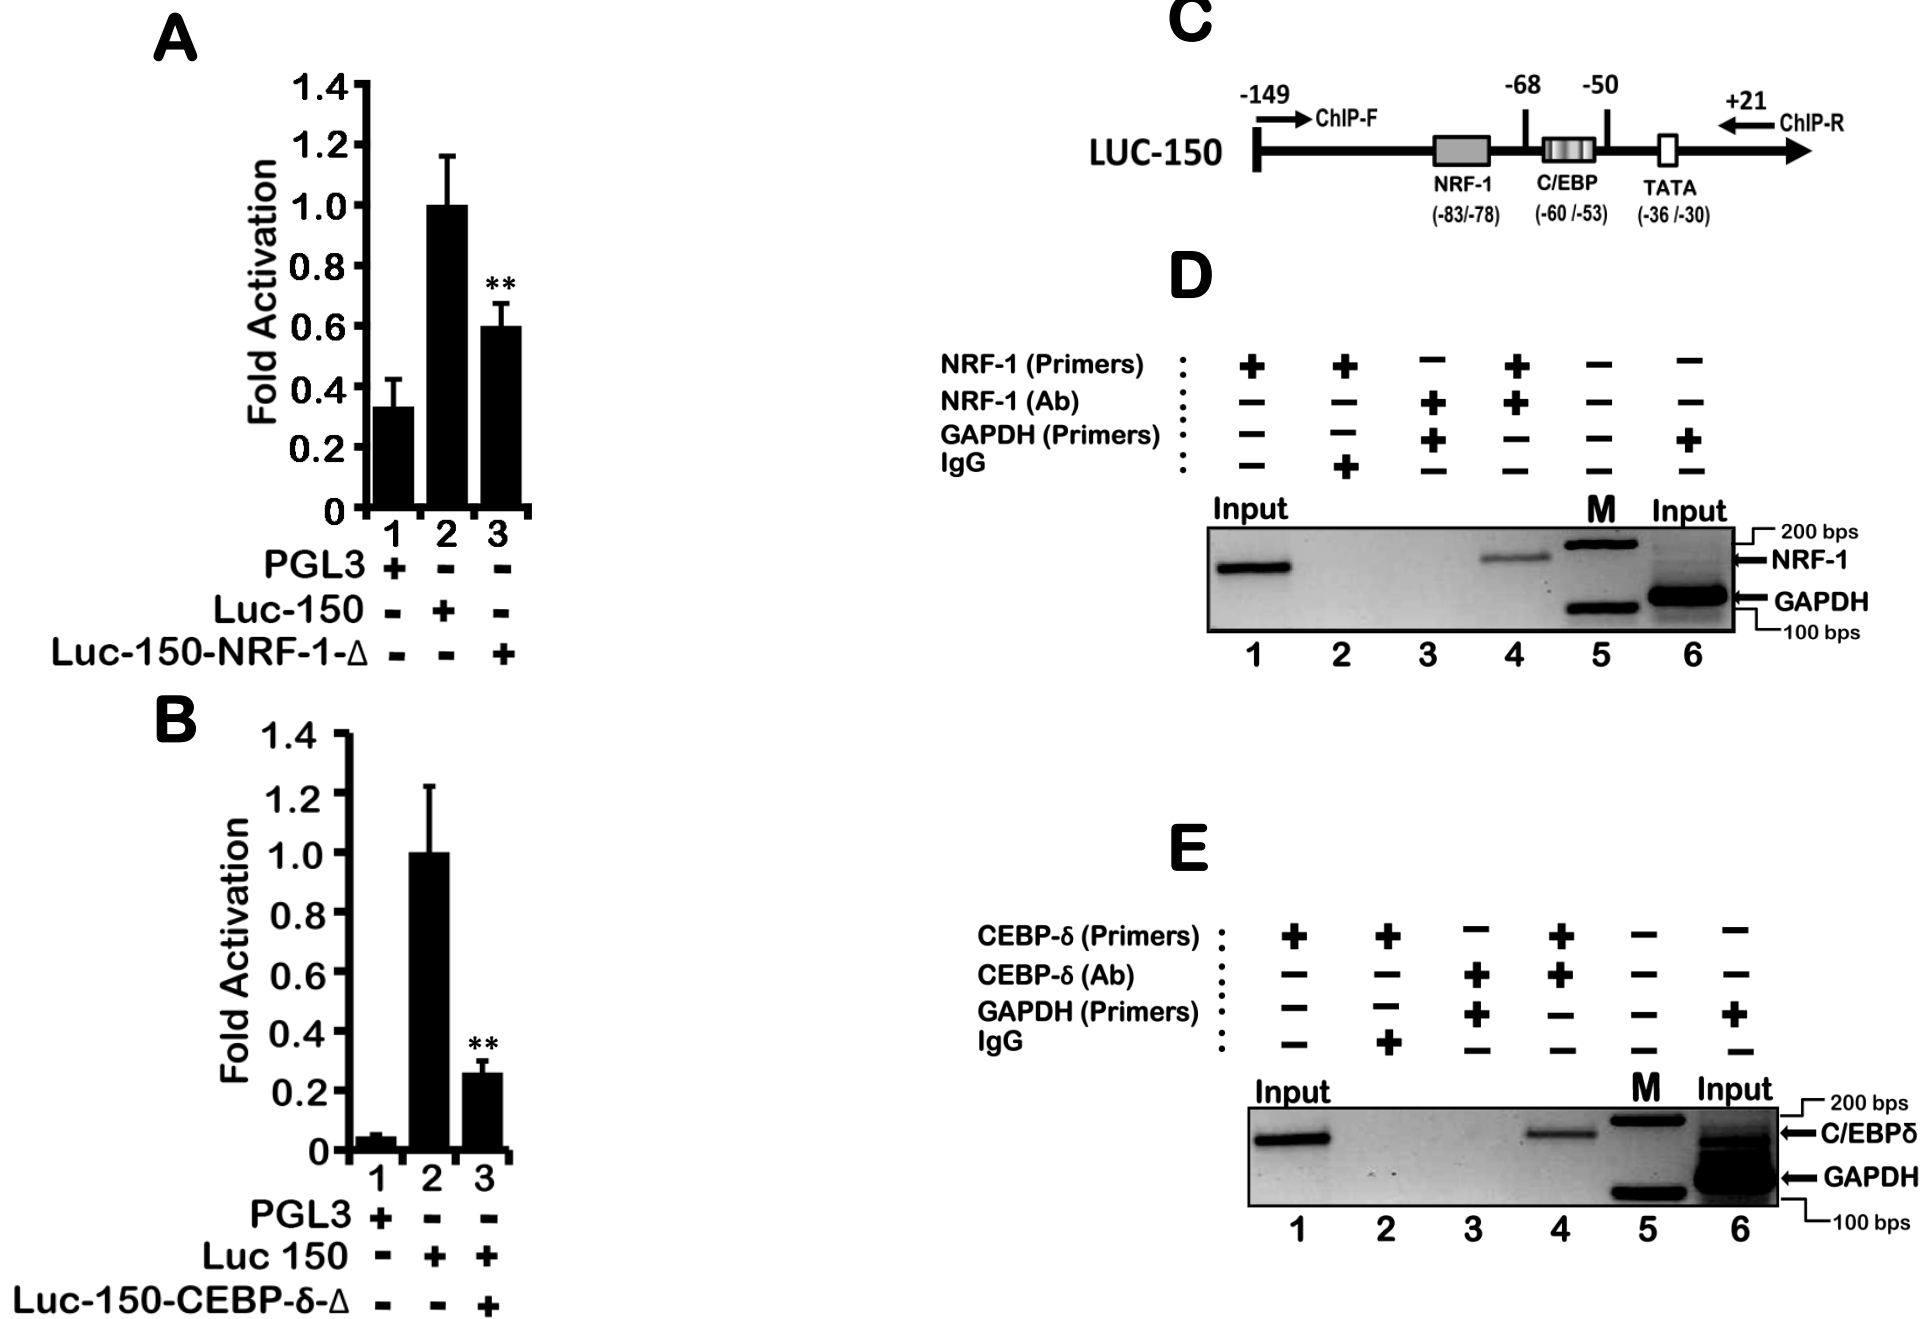 A
1.4
1.2
1.0
0.8
0.6
0.4
0.2
0
Fold Activation
**
1 2 3
PGL3 + - -
Luc-150 - + -
Luc-150-NRF-1-Δ - - +
B
1.4
1.2
1.0
0.8
0.6
0.4
0.2
0
Fold Activation
**
1 2 3
PGL3 + - -
Luc 150 - + +
Luc-150-CEBP-δ-Δ - - +
C
-149 -68 -50 +21
ChIP-F ChIP-R
LUC-150
NRF-1 C/EBP TATA
(-83/-78) (-60 /-53) (-36 /-30)
D
NRF-1 (Primers) + + − + − −
NRF-1 (Ab) − − + + − −
GAPDH (Primers) − − + − − +
IgG − + − − − −
Input M Input
200 bps
NRF-1
GAPDH
100 bps
1 2 3 4 5 6
E
CEBP-δ (Primers) + + − + − −
CEBP-δ (Ab) − − + + − −
GAPDH (Primers) − − + − − +
IgG − + − − − −
Input M Input
200 bps
C/EBPδ
GAPDH
100 bps
1 2 3 4 5 6